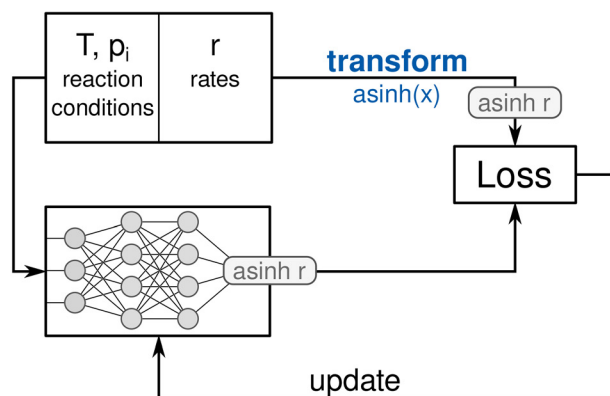 T, pᵢ
reaction
conditions
r
rates
transform
asinh(x)
asinh r
Loss
asinh r
update